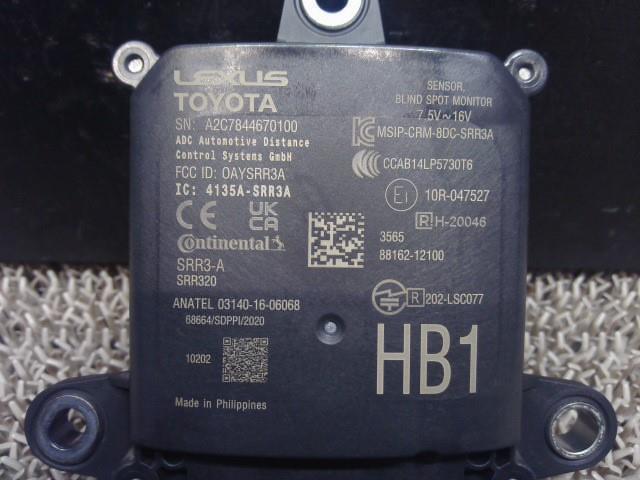 LEXUS
TOYOTA
SN: A2C7844670100
ADC Automotive Distance
Control Systems GmbH
FCC ID: OAYSRR3A
IC: 4135A-SRR3A
CE UK CA
Continental
SRR3-A
SRR320
ANATEL 03140-16-06068
68664/SDPPI/2020
10202
Made in Philippines
SENSOR,
BLIND SPOT MONITOR
7.5V~16V
MSIP-CRM-8DC-SRR3A
CCAB14LP5730T6
E1 10R-047527
R H-20046
3565
88162-12100
R 202-LSC077
HB1